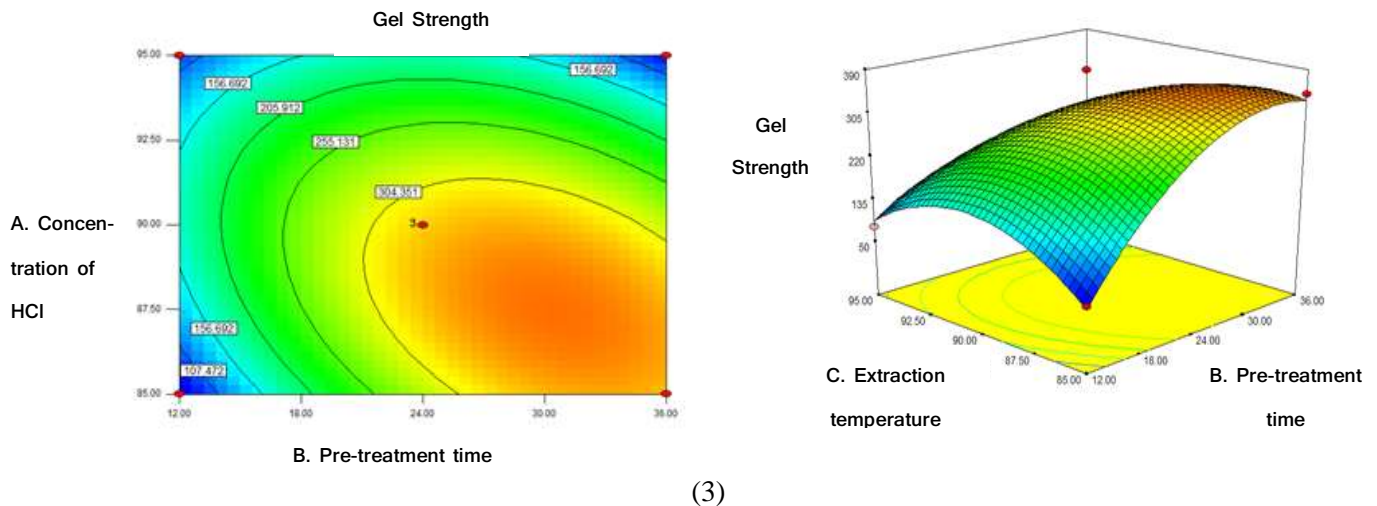 Gel Strength
95.00
92.50
90.00
87.50
85.00
12.00 18.00 24.00 30.00 36.00
156.692
156.692
205.912
255.131
304.351
3
156.692
107.472
A. Concen-
tration of
HCl
B. Pre-treatment time
Gel
Strength
390
305
220
135
50
95.00
92.50
90.00
87.50
85.00
12.00
18.00
24.00
30.00
36.00
C. Extraction
temperature
B. Pre-treatment
time
(3)